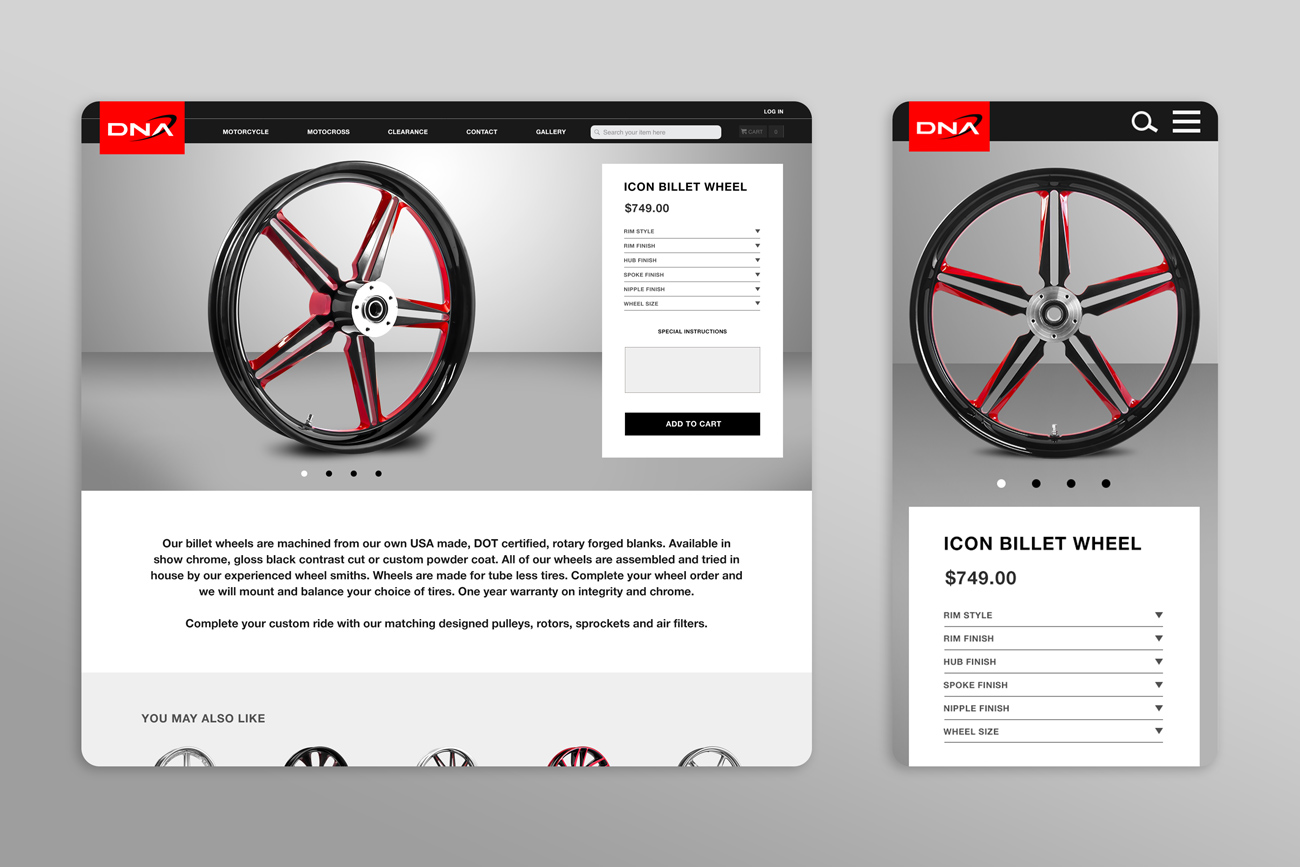 DNA
LOG IN
MOTORCYCLE
MOTOCROSS
CLEARANCE
CONTACT
GALLERY
Search your item here
CART
0
ICON BILLET WHEEL
$749.00
RIM STYLE
RIM FINISH
HUB FINISH
SPOKE FINISH
NIPPLE FINISH
WHEEL SIZE
SPECIAL INSTRUCTIONS
ADD TO CART
Our billet wheels are machined from our own USA made, DOT certified, rotary forged blanks. Available in
show chrome, gloss black contrast cut or custom powder coat. All of our wheels are assembled and tried in
house by our experienced wheel smiths. Wheels are made for tube less tires. Complete your wheel order and
we will mount and balance your choice of tires. One year warranty on integrity and chrome.
Complete your custom ride with our matching designed pulleys, rotors, sprockets and air filters.
YOU MAY ALSO LIKE
DNA
ICON BILLET WHEEL
$749.00
RIM STYLE
RIM FINISH
HUB FINISH
SPOKE FINISH
NIPPLE FINISH
WHEEL SIZE